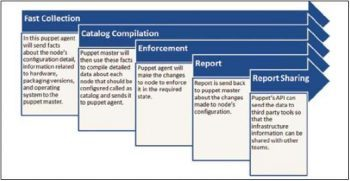 Fast Collection
In this puppet agent
will send facts
about the node's
configuration detail,
information related
to hardware,
packaging versions,
and operating
system to the
puppet master.
Catalog Compilation
Puppet master will
then use these facts
to compile detailed
data about each
node that should be
configured called as
catalog and sends it
to puppet agent.
Enforcement
Puppet agent will
make the changes
to node to enforce
it in the required
state.
Report
Report is send back
to puppet master
about the changes
made to node's
configuration.
Report Sharing
Puppet's API can
send the data to
third party tools so
that the
infrastructure
information can be
shared with other
teams.